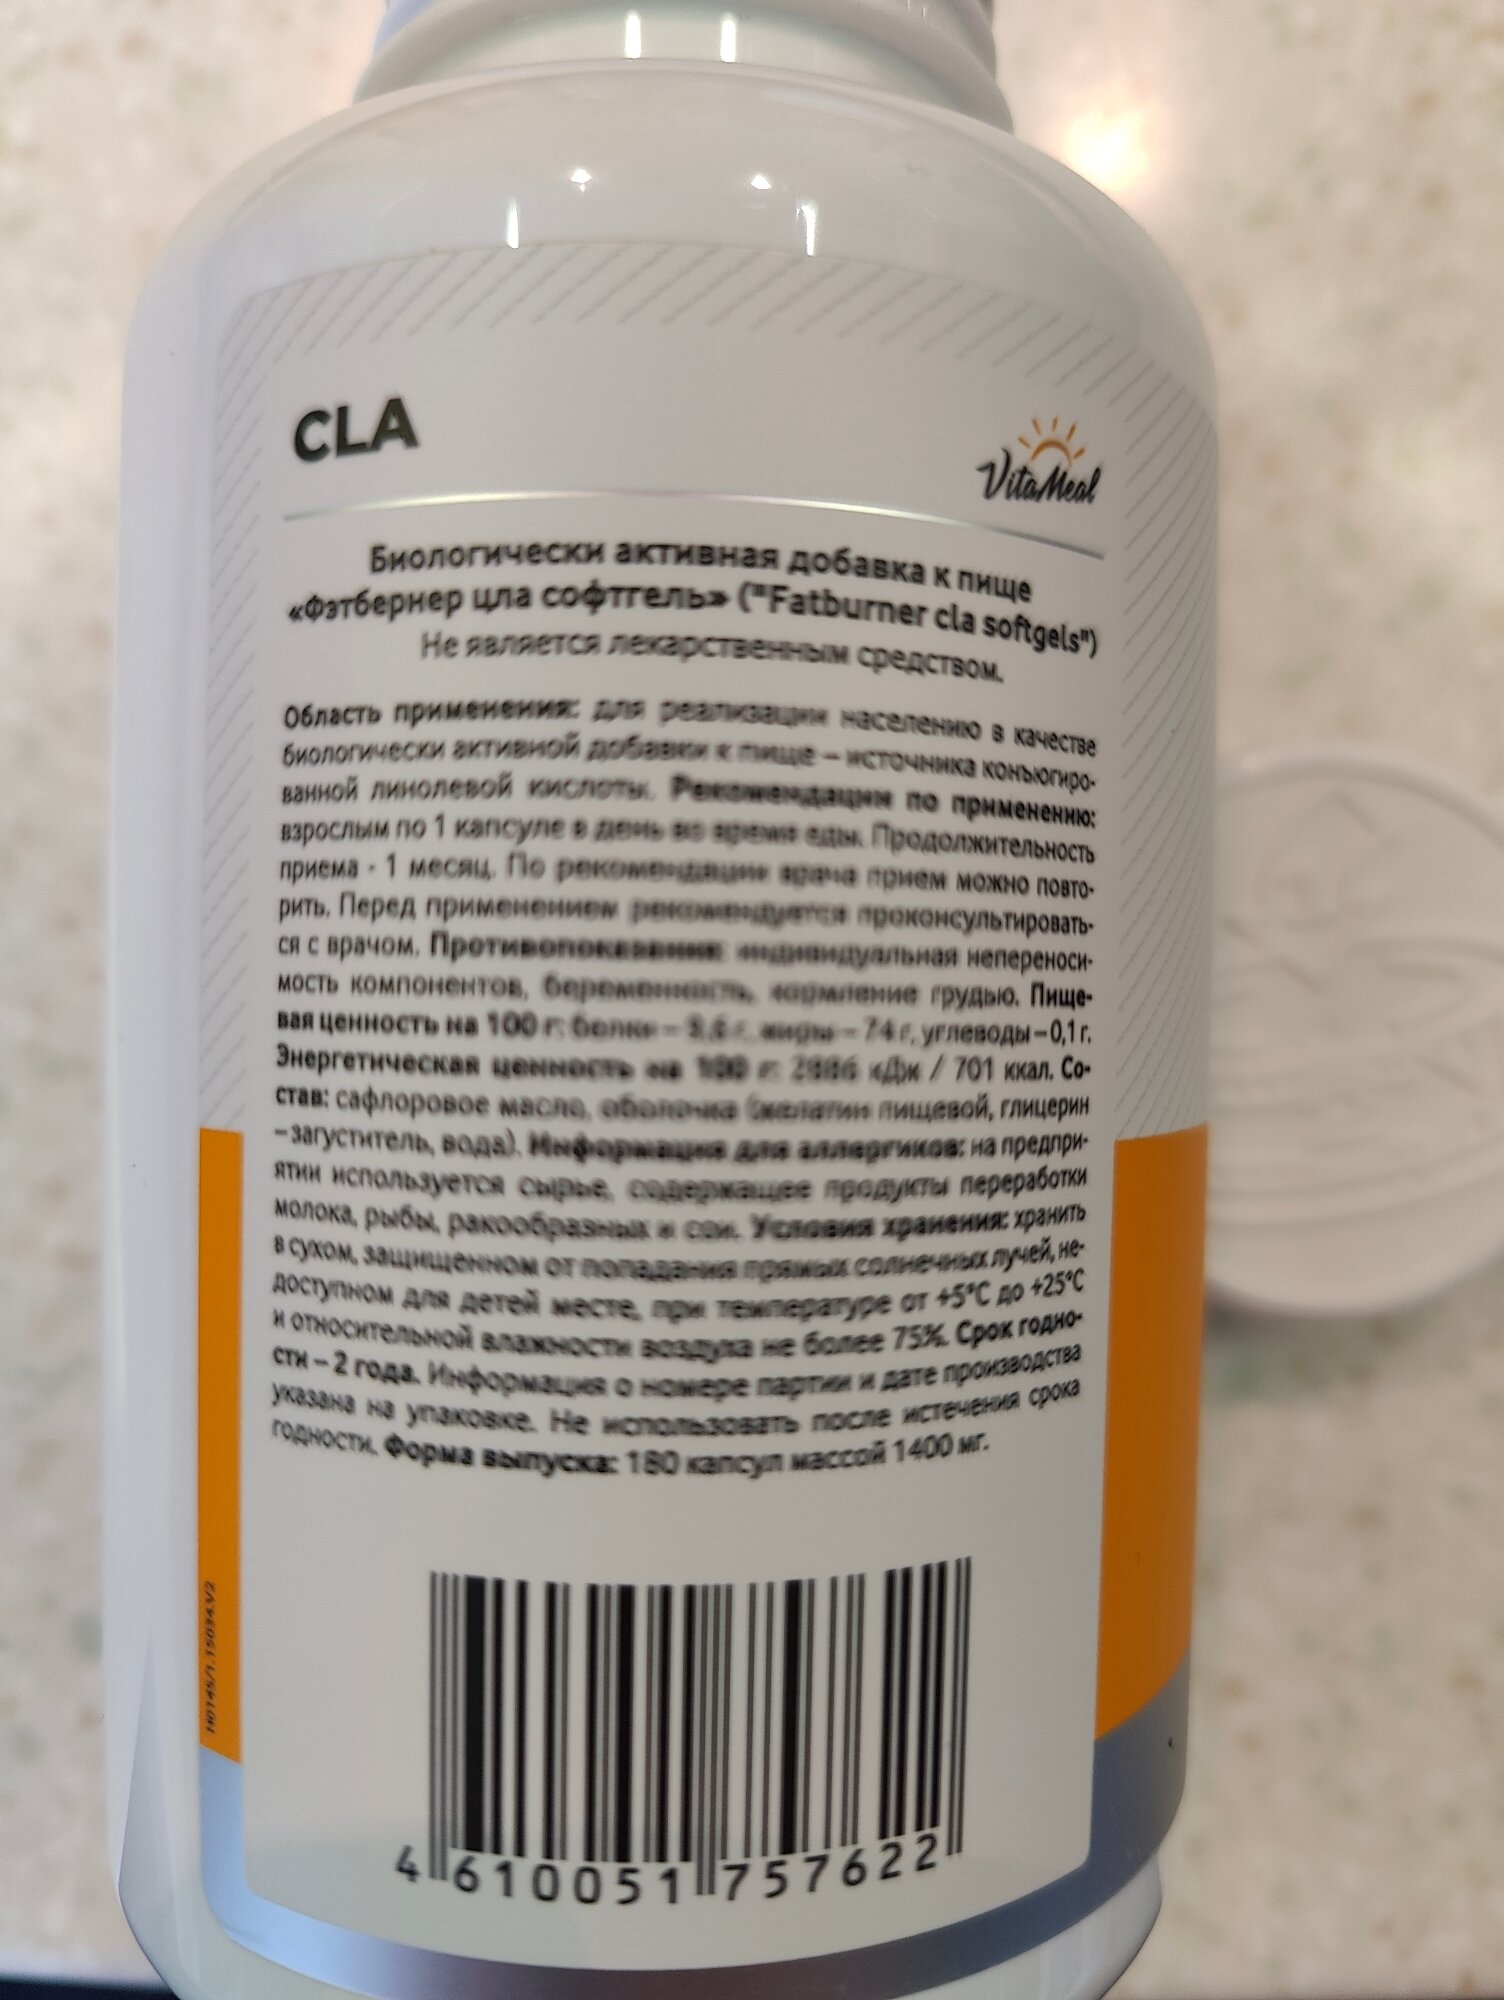 CLA
VitaMeal
Биологически активная добавка к пище
«Фэтбернер цла софтгель» ("Fatburner cla softgels")
Не является лекарственным средством.
Область применения: для реализации населению в качестве
биологически активной добавки к пище – источника конъюгиро-
ванной линолевой кислоты. Рекомендации по применению:
взрослым по 1 капсуле в день во время еды. Продолжительность
приема - 1 месяц. По рекомендации врача прием можно повто-
рить. Перед применением рекомендуется проконсультировать-
ся с врачом. Противопоказания: индивидуальная непереноси-
мость компонентов, беременность, кормление грудью. Пище-
вая ценность на 100 г: белки – г, жиры – 74 г, углеводы – 0,1 г.
Энергетическая ценность на 100 г: кДж / 701 ккал. Со-
став: сафлоровое масло, оболочка (желатин пищевой, глицерин
– загуститель, вода). Информация для аллергиков: на предпри-
ятии используется сырье, содержащее продукты переработки
молока, рыбы, ракообразных и сои. Условия хранения: хранить
в сухом, защищенном от попадания прямых солнечных лучей, не-
доступном для детей месте, при температуре от +5°C до +25°C
и относительной влажности воздуха не более 75%. Срок годно-
сти – 2 года. Информация о номере партии и дате производства
указана на упаковке. Не использовать после истечения срока
годности. Форма выпуска: 180 капсул массой 1400 мг.
4 610051 757622